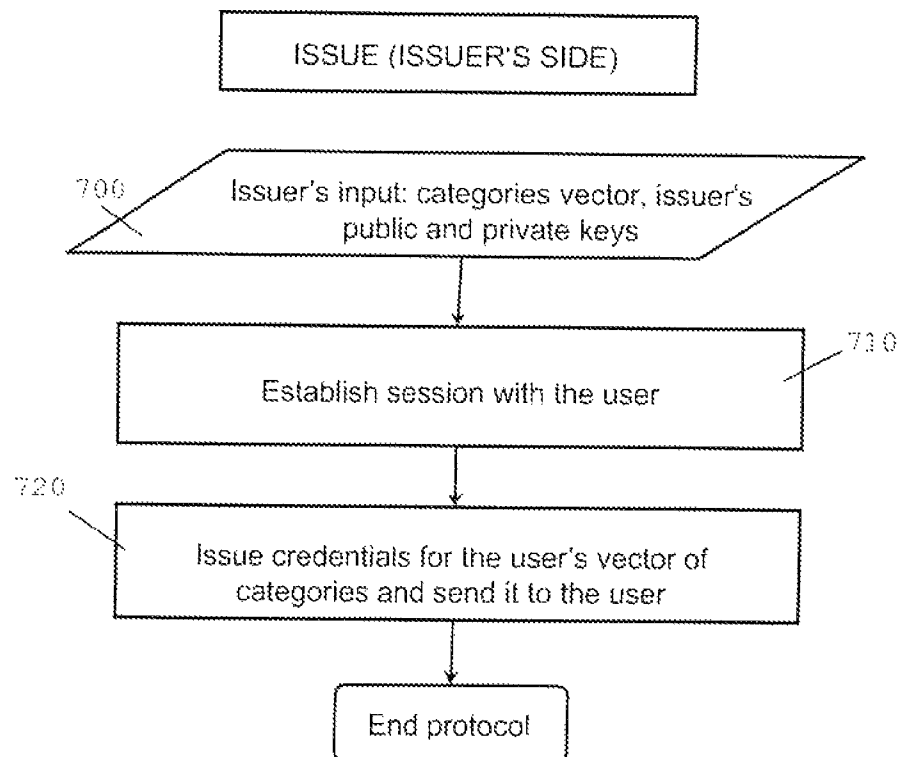 ISSUE (ISSUER'S SIDE)
700
Issuer's input: categories vector, issuer's
public and private keys
710
Establish session with the user
720
Issue credentials for the user's vector of
categories and send it to the user
End protocol